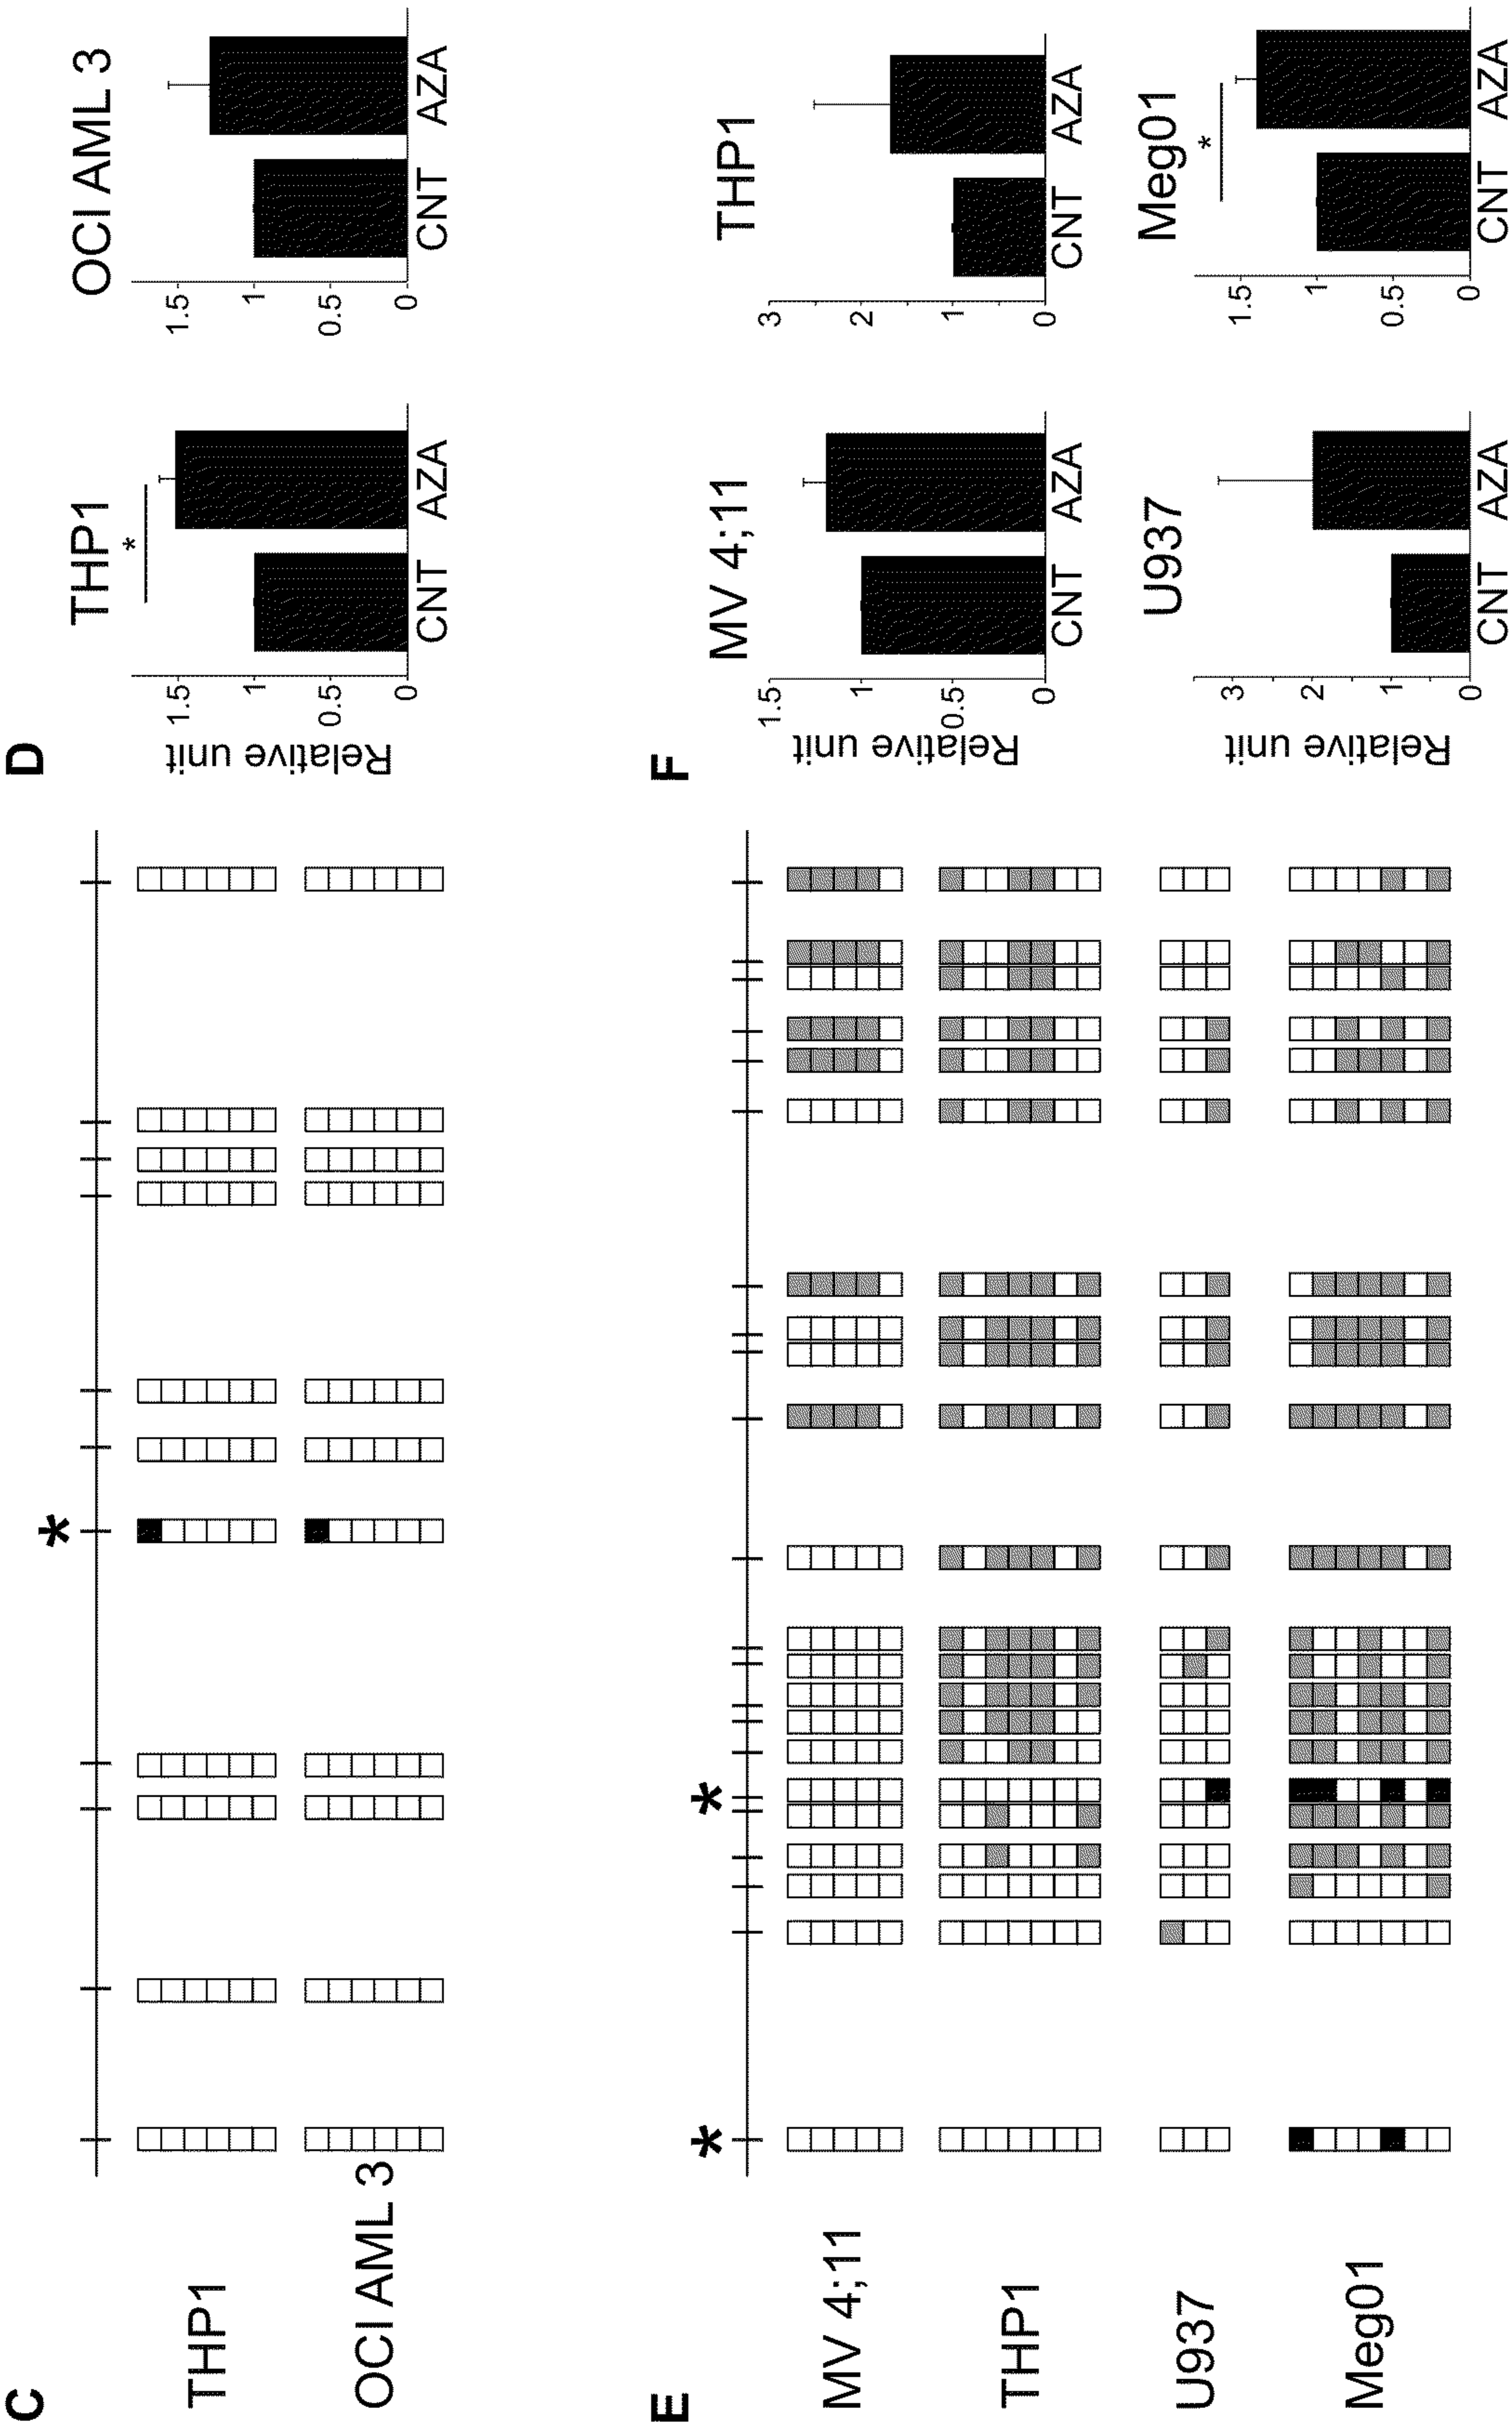 C
*
THP1
OCI AML 3
D
THP1
*
Relative unit
1.5
1
0.5
0
CNT AZA
OCI AML 3
1.5
1
0.5
0
CNT AZA
E
* *
MV 4;11
THP1
U937
Meg01
F
MV 4;11
Relative unit
1.5
1
0.5
0
CNT AZA
THP1
3
2
1
0
CNT AZA
U937
Relative unit
3
2
1
0
CNT AZA
Meg01
*
1.5
1
0.5
0
CNT AZA